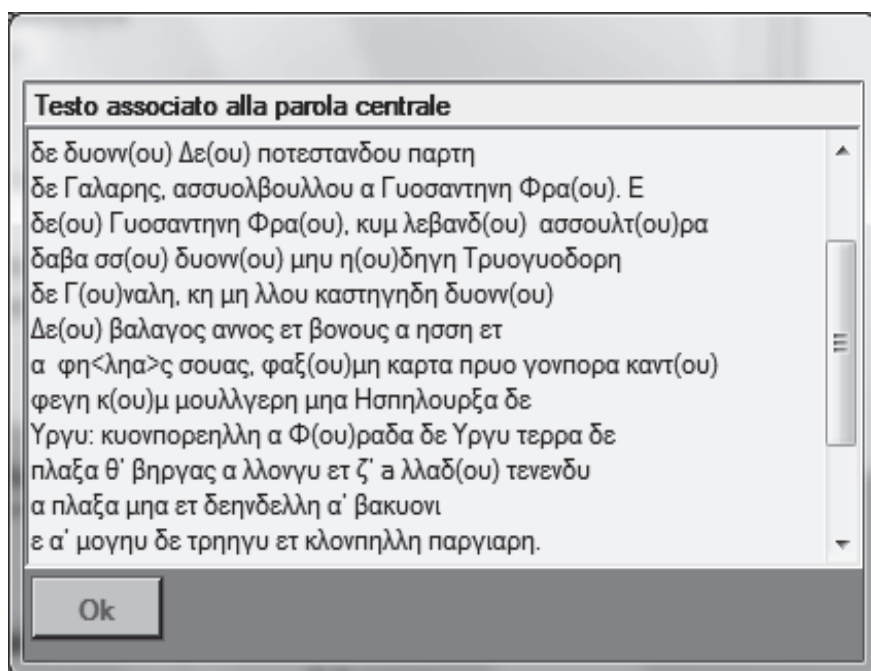 Testo associato alla parola centrale
δε δυονν(ου) Δε(ου) ποτεστανδου παρτη
δε Γαλαρης, ασσυολβουλλου α Γυοσαντηνη Φρα(ου). Ε
δε(ου) Γυοσαντηνη Φρα(ου), κυμ λεβανδ(ου) ασσουλτ(ου)ρα
δαβα σσ(ου) δυονν(ου) μηυ η(ου)δηγη Τρυογυοδορη
δε Γ(ου)ναλη, κη μη λλου καστηγηδη δυονν(ου)
Δε(ου) βαλαγος αννος ετ βονους α ησση ετ
α φη<ληα>ς σουας, φαξ(ου)μη καρτα πρυο γονπορα καντ(ου)
φεγη κ(ου)μ μουλλγερη μηα Ησπηλουρξα δε
Υργυ: κυονπορεηλλη α Φ(ου)ραδα δε Υργυ τερρα δε
πλαξα θ' βηργας α λλονγυ ετ ζ' a λλαδ(ου) τενενδυ
α πλαξα μηα ετ δεηνδελλη α' βακυονι
ε α' μογηυ δε τρηηγυ ετ κλονπηλλη παργιαρη.
Ok